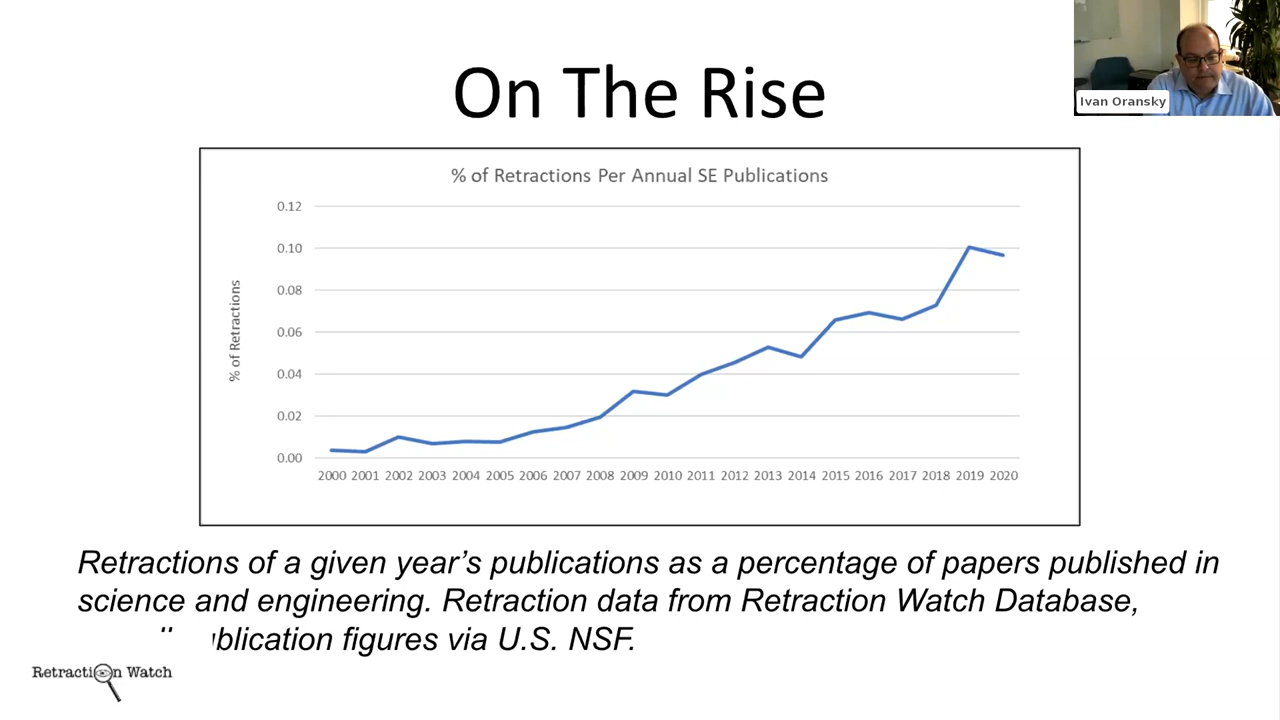 On The Rise
Ivan Oransky
% of Retractions Per Annual SE Publications
% of Retractions
0.12
0.10
0.08
0.06
0.04
0.02
0.00
2000 2001 2002 2003 2004 2005 2006 2007 2008 2009 2010 2011 2012 2013 2014 2015 2016 2017 2018 2019 2020
Retractions of a given year's publications as a percentage of papers published in
science and engineering. Retraction data from Retraction Watch Database,
ublication figures via U.S. NSF.
Retraction Watch